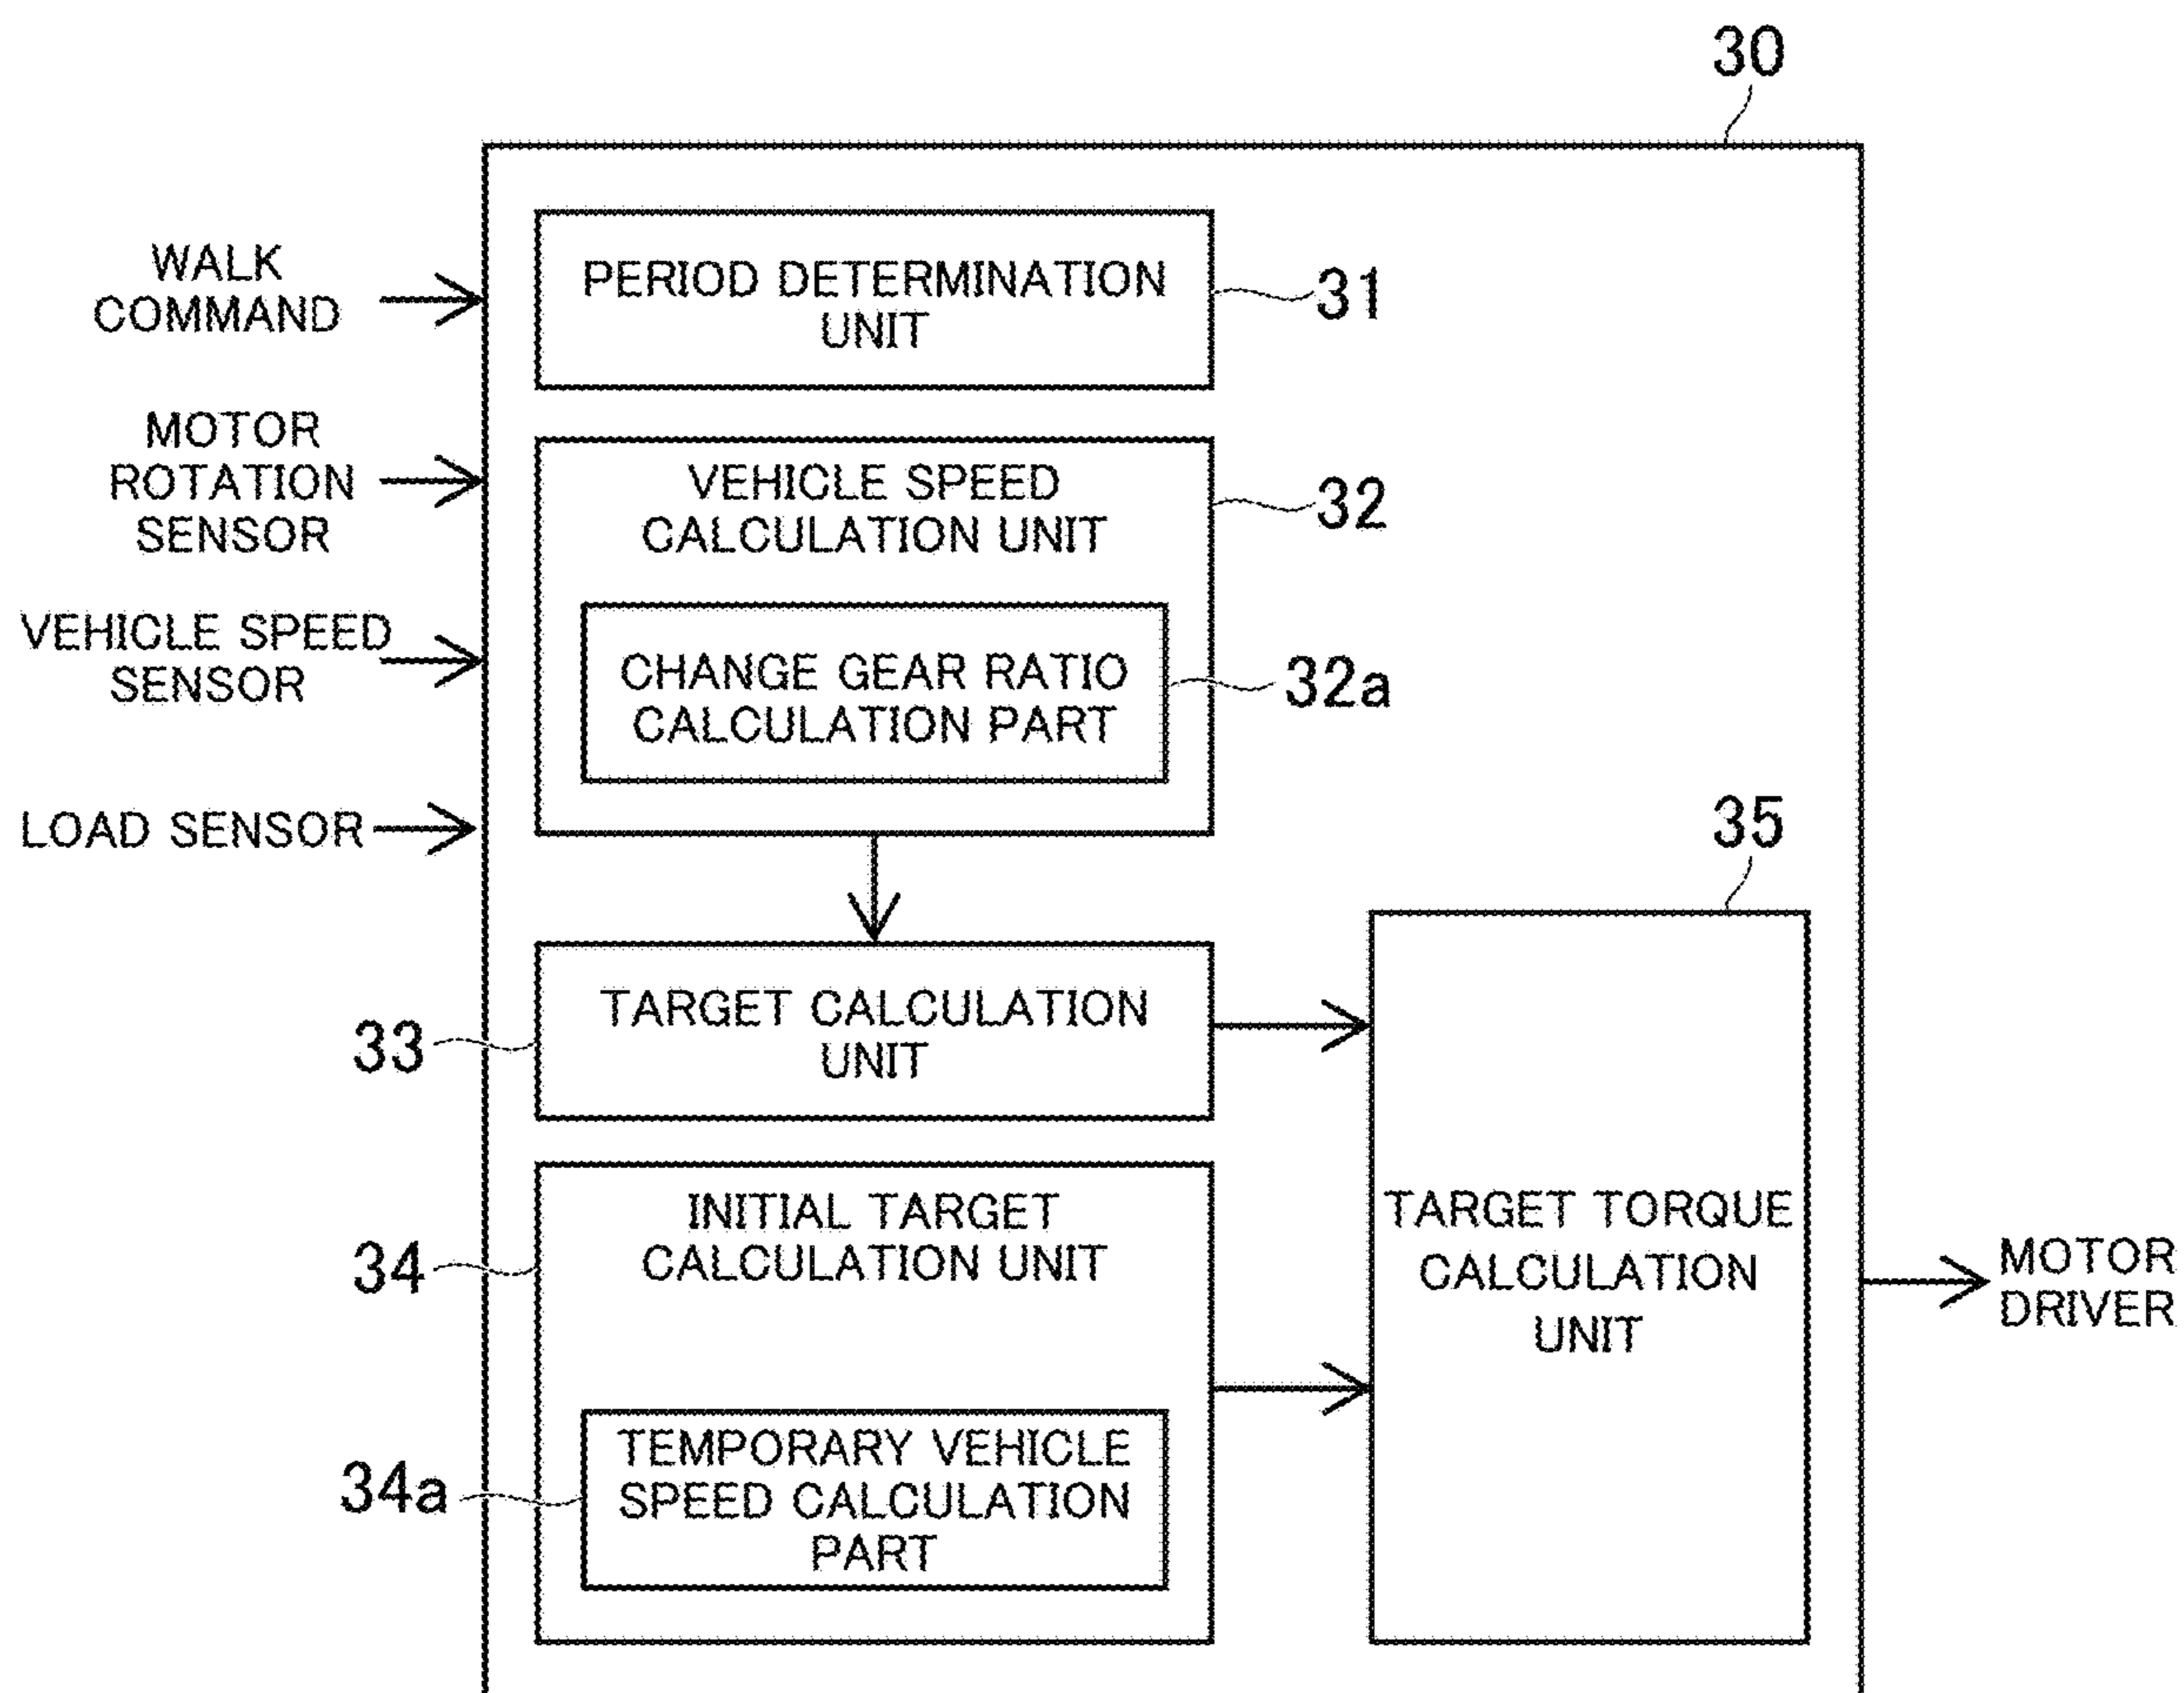 30
WALK
COMMAND
PERIOD DETERMINATION
UNIT
31
MOTOR
ROTATION
SENSOR
VEHICLE SPEED
CALCULATION UNIT
32
VEHICLE SPEED
SENSOR
CHANGE GEAR RATIO
CALCULATION PART
32a
LOAD SENSOR
35
33
TARGET CALCULATION
UNIT
34
INITIAL TARGET
CALCULATION UNIT
TARGET TORQUE
CALCULATION
UNIT
MOTOR
DRIVER
34a
TEMPORARY VEHICLE
SPEED CALCULATION
PART